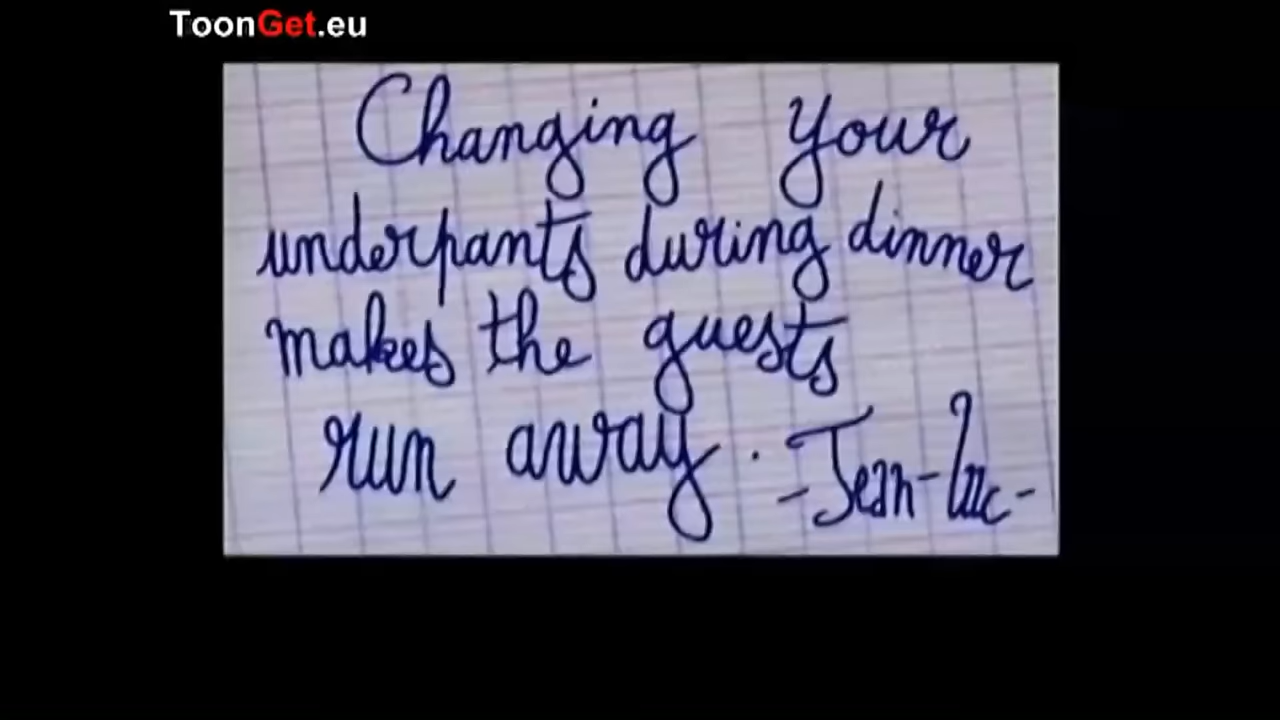 ToonGet.eu
Changing your
underpants during dinner
makes the guests
run away. -Jean-Luc-